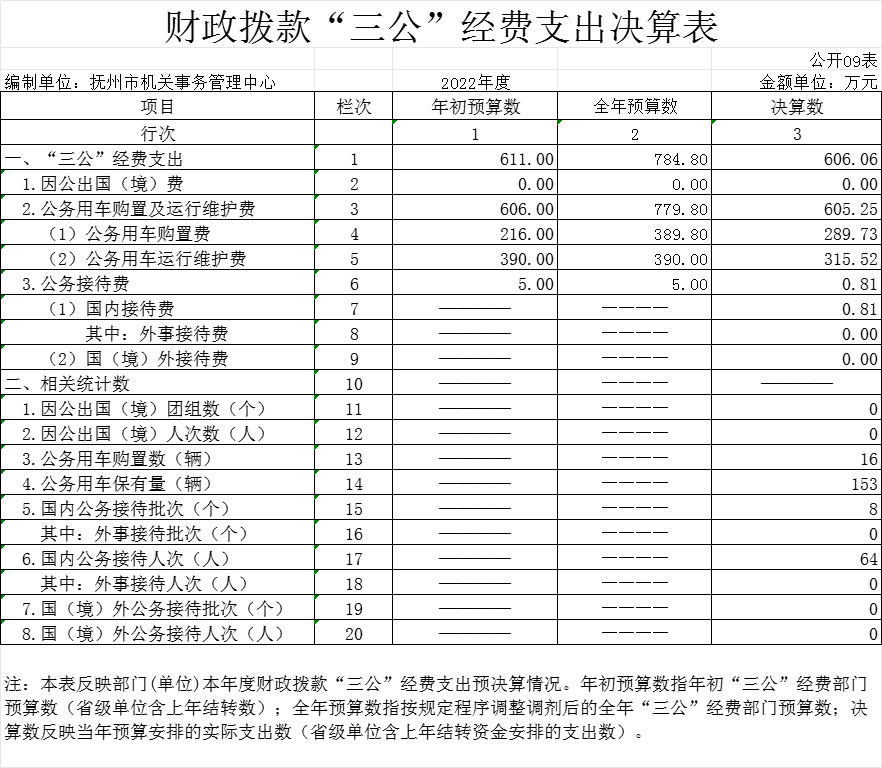 财政拨款“三公”经费支出决算表
公开09表
编制单位：抚州市机关事务管理中心 2022年度 金额单位：万元
项目 栏次 年初预算数 全年预算数 决算数
行次 1 2 3
一、“三公”经费支出 1 611.00 784.80 606.06
1.因公出国（境）费 2 0.00 0.00 0.00
2.公务用车购置及运行维护费 3 606.00 779.80 605.25
（1）公务用车购置费 4 216.00 389.80 289.73
（2）公务用车运行维护费 5 390.00 390.00 315.52
3.公务接待费 6 5.00 5.00 0.81
（1）国内接待费 7 ———— ———— 0.81
其中：外事接待费 8 ———— ———— 0.00
（2）国（境）外接待费 9 ———— ———— 0.00
二、相关统计数 10 ———— ———— ————
1.因公出国（境）团组数（个） 11 ———— ———— 0
2.因公出国（境）人次数（人） 12 ———— ———— 0
3.公务用车购置数（辆） 13 ———— ———— 16
4.公务用车保有量（辆） 14 ———— ———— 153
5.国内公务接待批次（个） 15 ———— ———— 8
其中：外事接待批次（个） 16 ———— ———— 0
6.国内公务接待人次（人） 17 ———— ———— 64
其中：外事接待人次（人） 18 ———— ———— 0
7.国（境）外公务接待批次（个） 19 ———— ———— 0
8.国（境）外公务接待人次（人） 20 ———— ———— 0
注：本表反映部门(单位)本年度财政拨款“三公”经费支出预决算情况。年初预算数指年初“三公”经费部门
预算数（省级单位含上年结转数）；全年预算数指按规定程序调整调剂后的全年“三公”经费部门预算数；决
算数反映当年预算安排的实际支出数（省级单位含上年结转资金安排的支出数）。